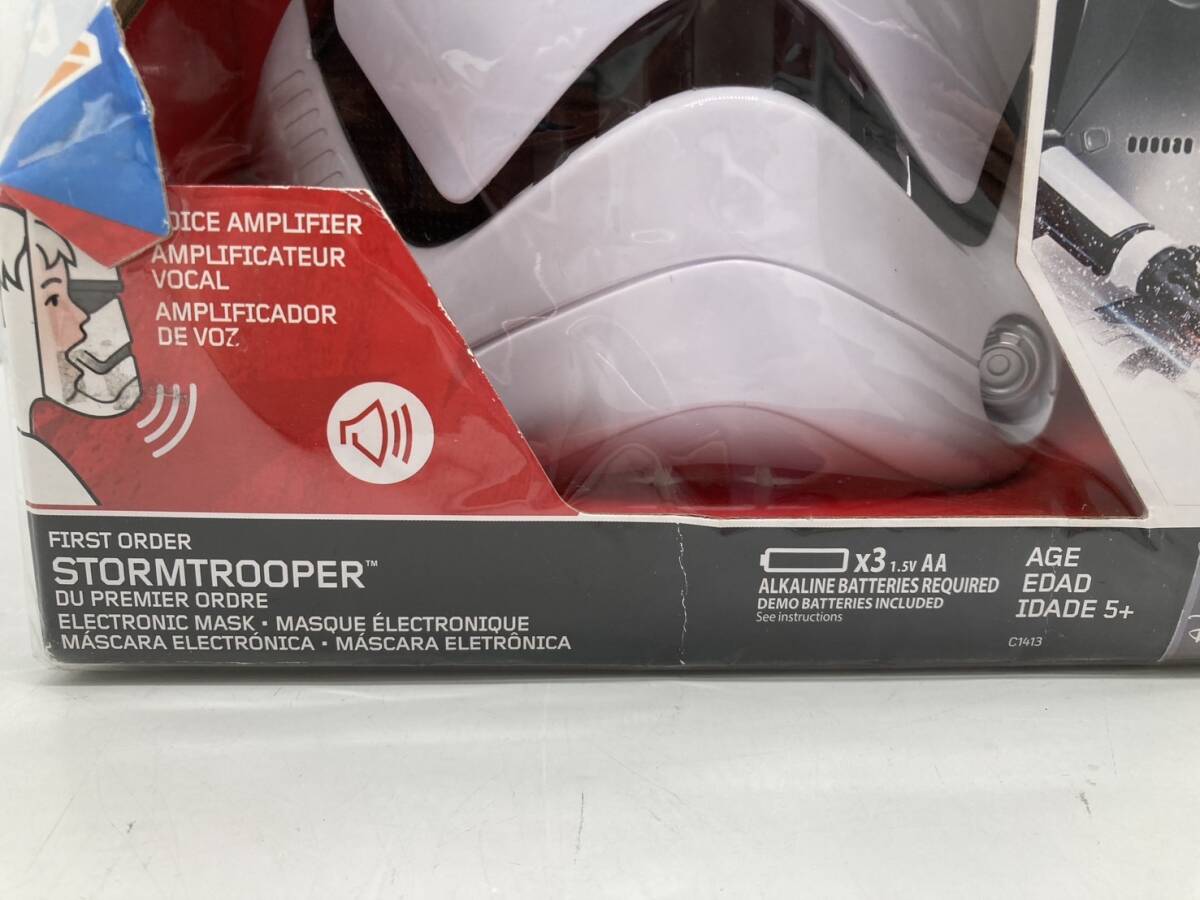 OICE AMPLIFIER
AMPLIFICATEUR
VOCAL
AMPLIFICADOR
DE VOZ
FIRST ORDER
STORMTROOPER™
DU PREMIER ORDRE
ELECTRONIC MASK • MASQUE ÉLECTRONIQUE
MÁSCARA ELECTRÓNICA • MÁSCARA ELETRÔNICA
x3 1.5V AA
ALKALINE BATTERIES REQUIRED
DEMO BATTERIES INCLUDED
See instructions
AGE
EDAD
IDADE 5+
C1413